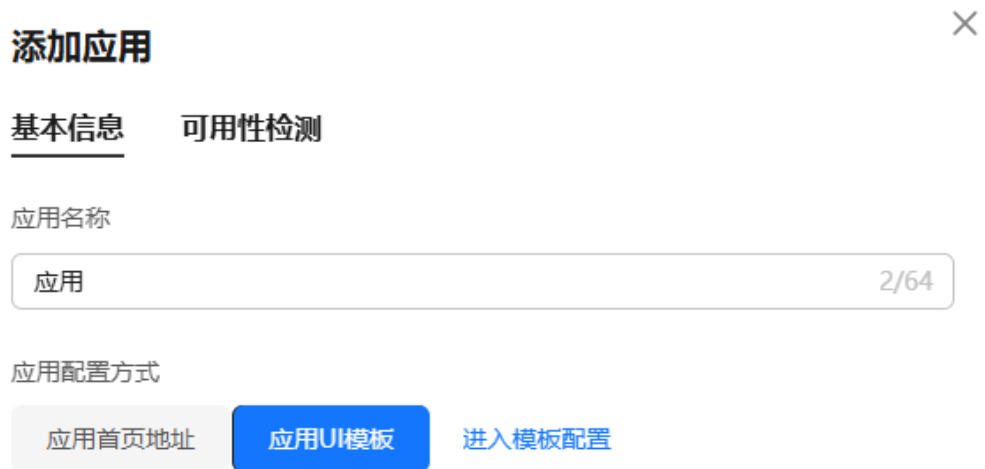 添加应用
基本信息 可用性检测
应用名称
应用 2/64
应用配置方式
应用首页地址 应用UI模板 进入模板配置